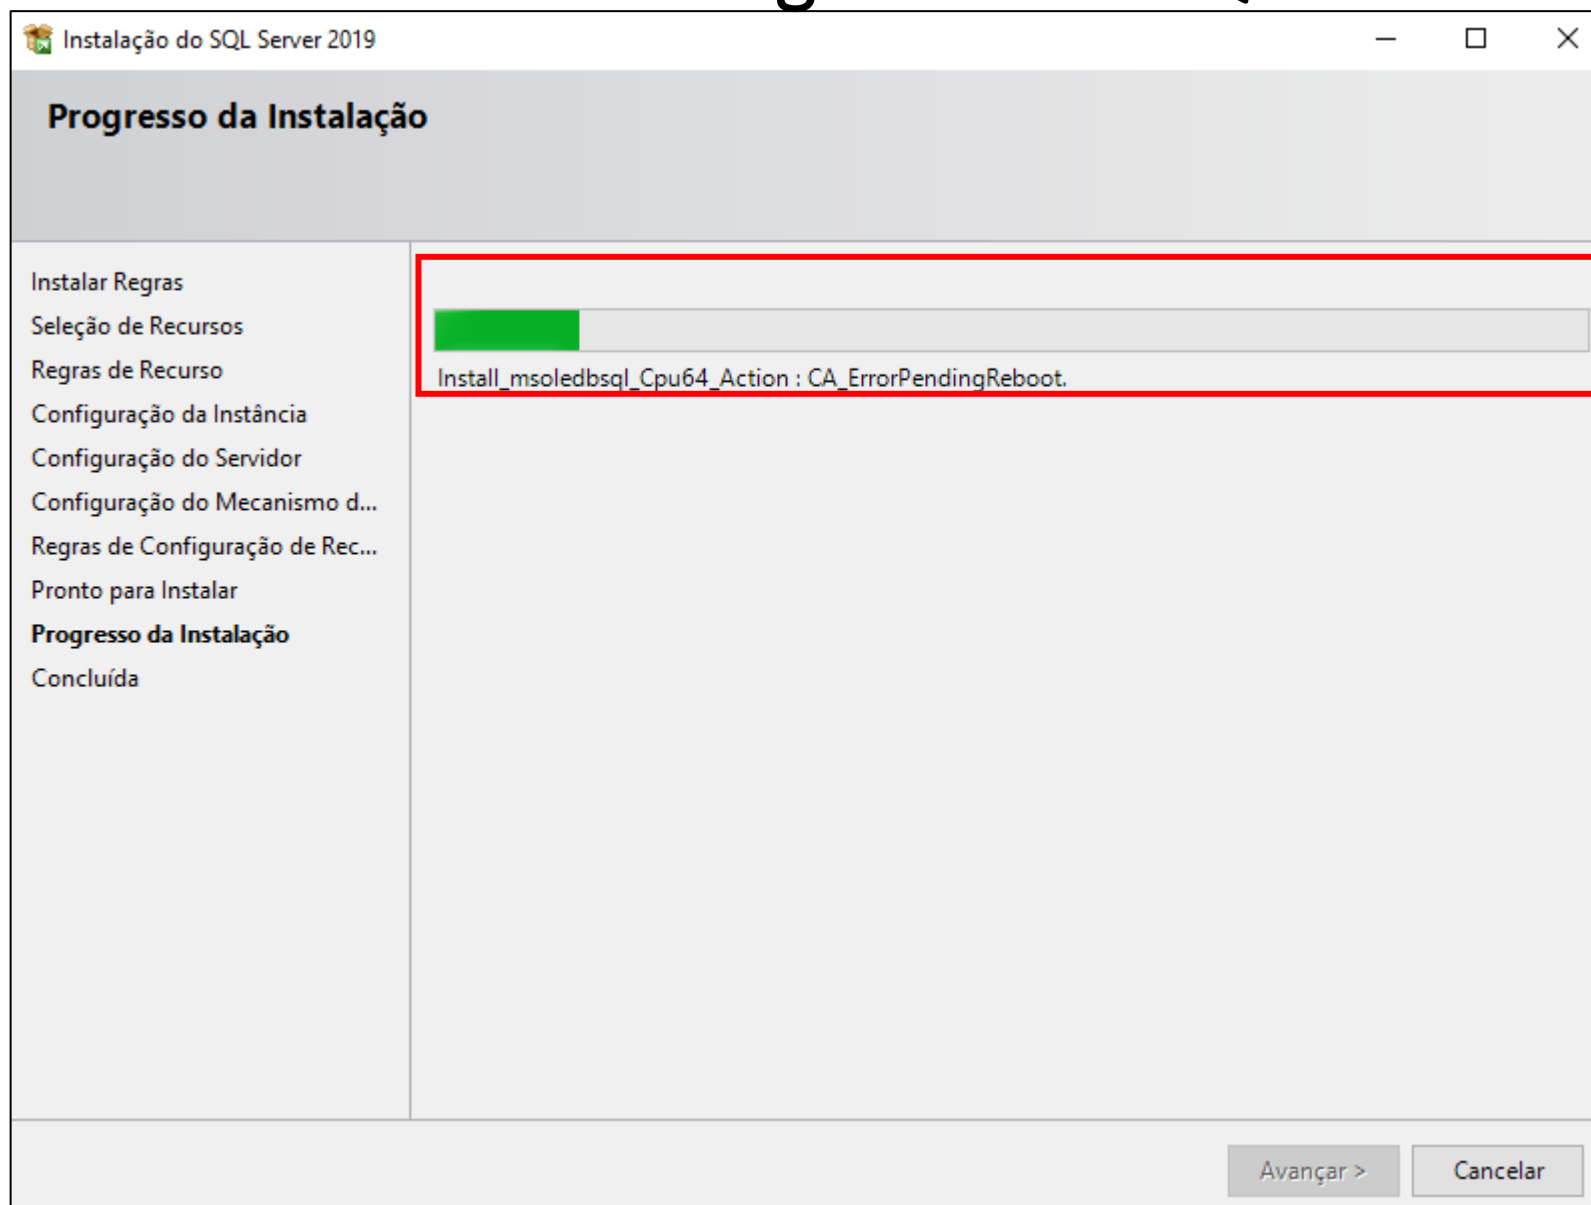 Instalação do SQL Server 2019
Progresso da Instalação
Instalar Regras
Seleção de Recursos
Regras de Recurso
Configuração da Instância
Configuração do Servidor
Configuração do Mecanismo d...
Regras de Configuração de Rec...
Pronto para Instalar
Progresso da Instalação
Concluída
Install_msoledbsql_Cpu64_Action : CA_ErrorPendingReboot.
Avançar >
Cancelar